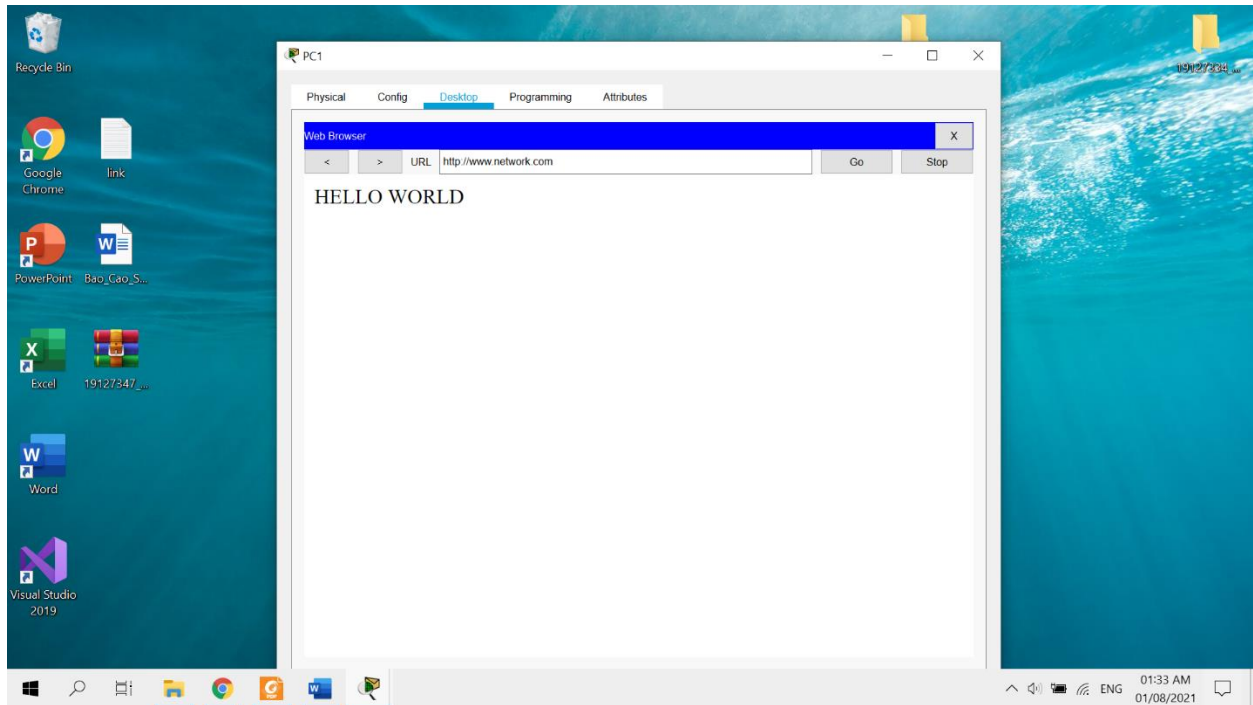 Recycle Bin
Google
Chrome
link
PowerPoint
Bao_Cao_S...
Excel
19127347_...
Word
Visual Studio
2019
PC1
Physical
Config
Desktop
Programming
Attributes
Web Browser
X
<
>
URL
http://www.network.com
Go
Stop
HELLO WORLD
19127334_...
ENG
01:33 AM
01/08/2021